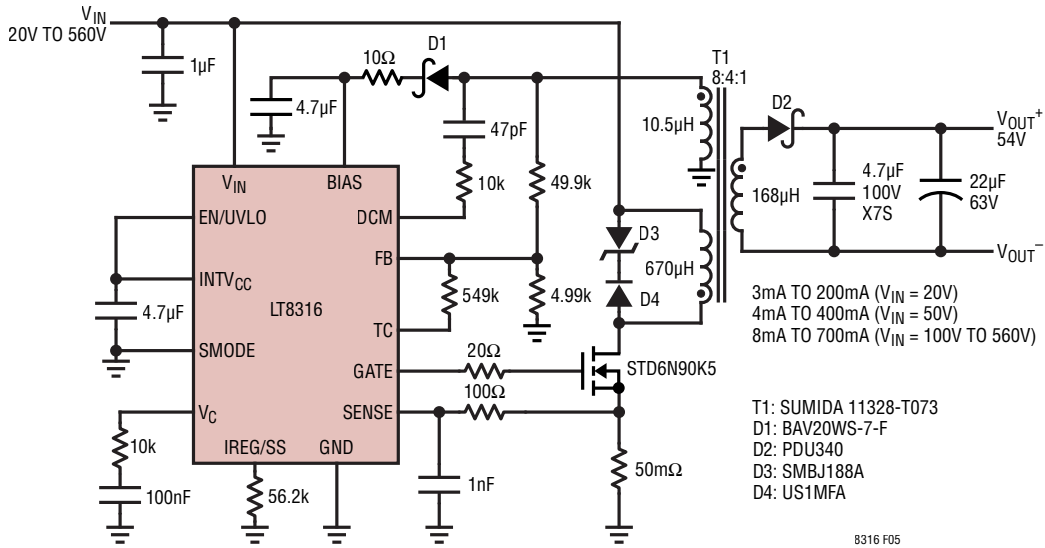 VIN
20V TO 560V
1µF
4.7µF
10Ω
D1
47pF
10k
49.9k
T1
8:4:1
10.5µH
D2
VOUT+
54V
4.7µF
100V
X7S
22µF
63V
168µH
VOUT–
VIN
BIAS
EN/UVLO
DCM
FB
INTVCC
4.7µF
LT8316
549k
4.99k
D3
670µH
D4
TC
SMODE
GATE
20Ω
STD6N90K5
100Ω
SENSE
VC
10k
100nF
IREG/SS
GND
56.2k
1nF
50mΩ
3mA TO 200mA (VIN = 20V)
4mA TO 400mA (VIN = 50V)
8mA TO 700mA (VIN = 100V TO 560V)
T1: SUMIDA 11328-T073
D1: BAV20WS-7-F
D2: PDU340
D3: SMBJ188A
D4: US1MFA
8316 F05